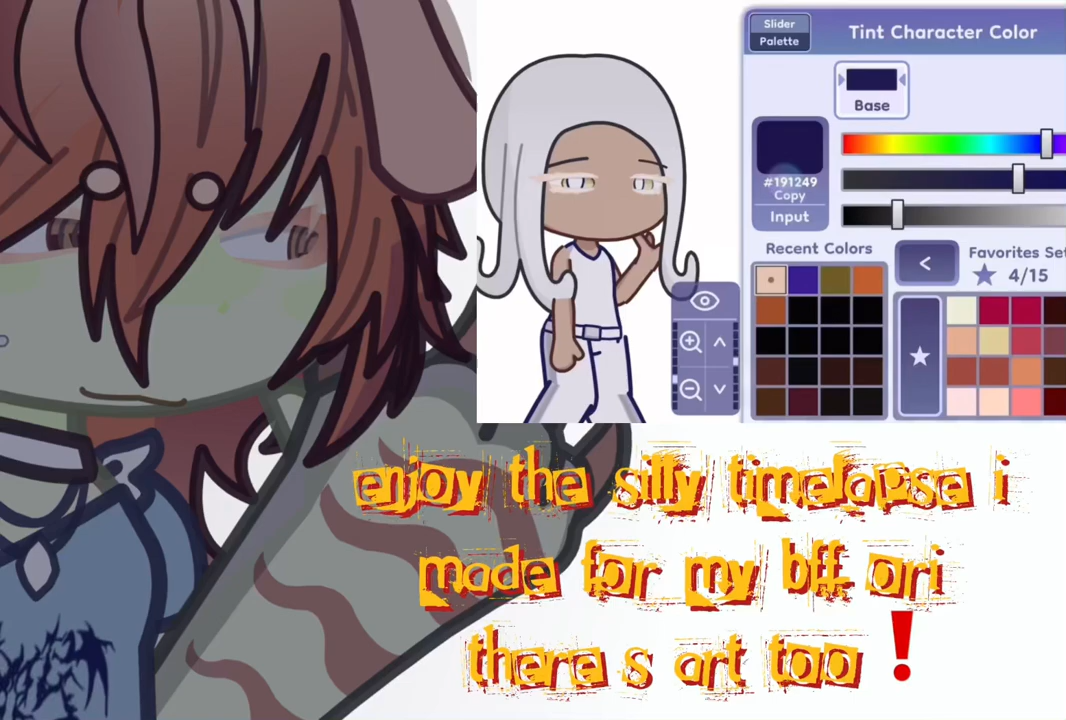 Slider
Palette
Tint Character Color
Base
#191249
Copy
Input
Recent Colors
<
Favorites Set
4/15
enjoy the silly timelapse i
made for my bff ori
there s art too❗